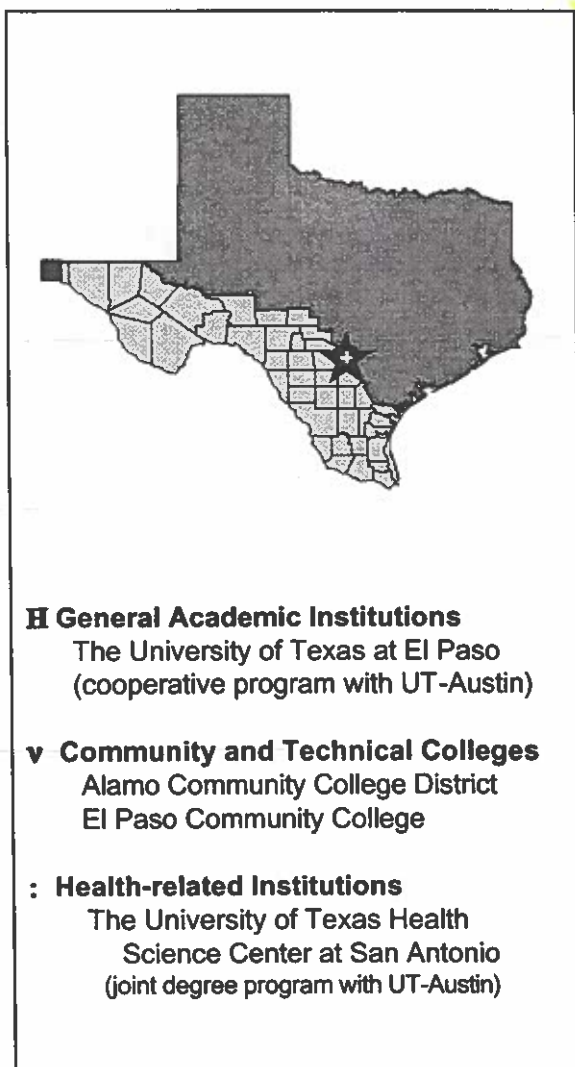 H General Academic Institutions
The University of Texas at El Paso
(cooperative program with UT-Austin)
v Community and Technical Colleges
Alamo Community College District
El Paso Community College
: Health-related Institutions
The University of Texas Health
Science Center at San Antonio
(joint degree program with UT-Austin)